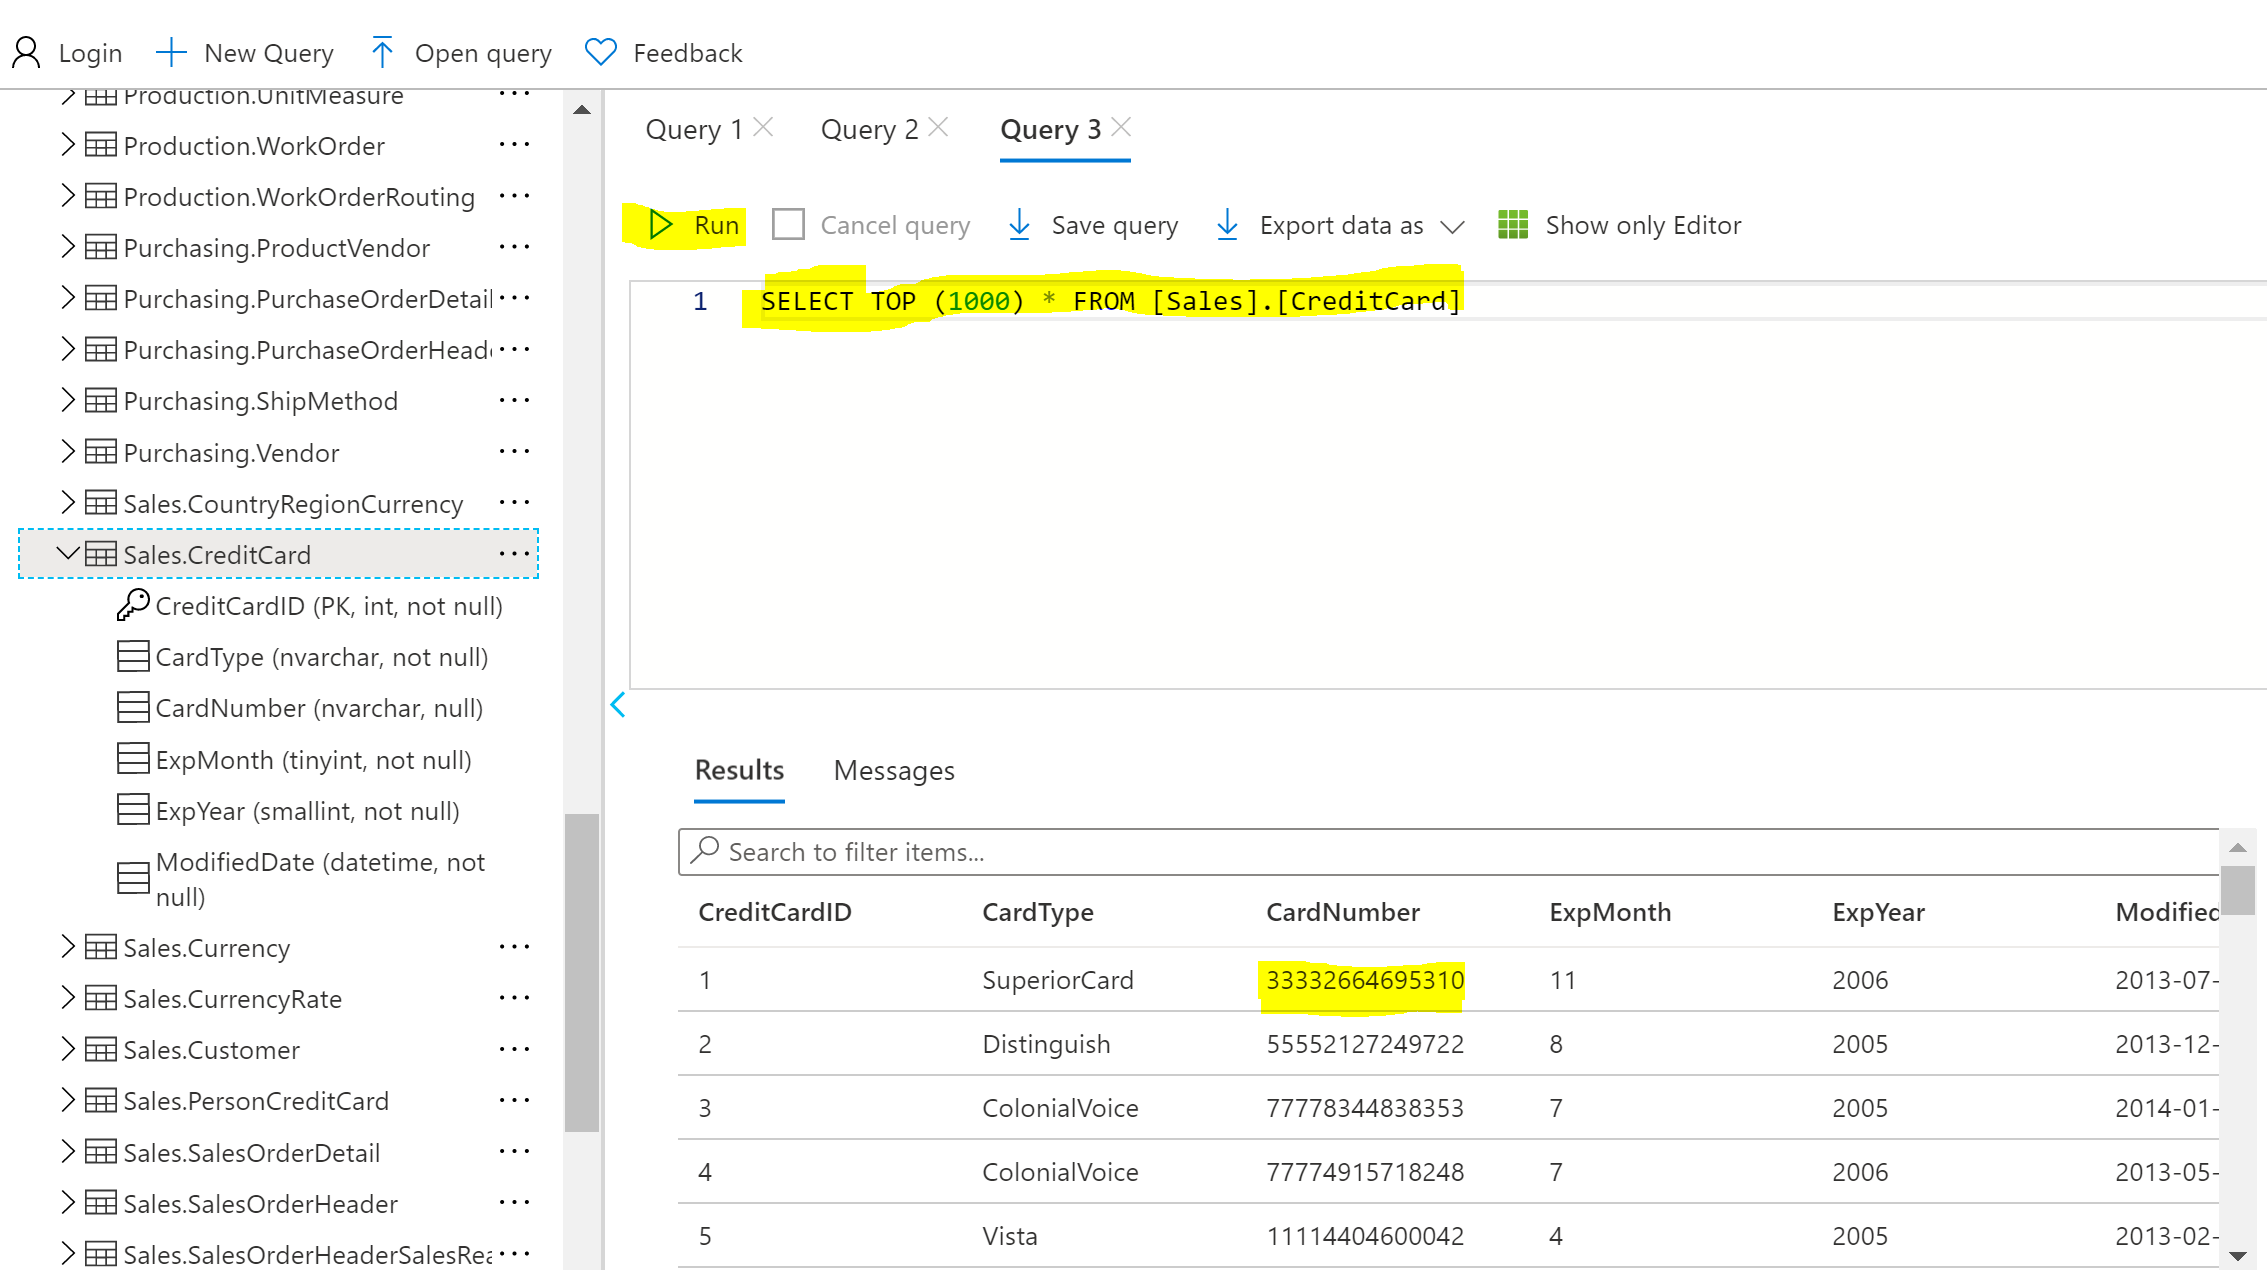 Login New Query Open query Feedback
Production.UnitMeasure ···
Production.WorkOrder ···
Production.WorkOrderRouting ···
Purchasing.ProductVendor ···
Purchasing.PurchaseOrderDetail ···
Purchasing.PurchaseOrderHeade ···
Purchasing.ShipMethod ···
Purchasing.Vendor ···
Sales.CountryRegionCurrency ···
Sales.CreditCard ···
CreditCardID (PK, int, not null)
CardType (nvarchar, not null)
CardNumber (nvarchar, null)
ExpMonth (tinyint, not null)
ExpYear (smallint, not null)
ModifiedDate (datetime, not
null)
Sales.Currency ···
Sales.CurrencyRate ···
Sales.Customer ···
Sales.PersonCreditCard ···
Sales.SalesOrderDetail ···
Sales.SalesOrderHeader ···
Sales.SalesOrderHeaderSalesRea ···
Query 1 Query 2 Query 3
Run Cancel query Save query Export data as Show only Editor
1 SELECT TOP (1000) * FROM [Sales].[CreditCard]
Results Messages
Search to filter items...
CreditCardID CardType CardNumber ExpMonth ExpYear Modified
1 SuperiorCard 33332664695310 11 2006 2013-07-
2 Distinguish 55552127249722 8 2005 2013-12-
3 ColonialVoice 77778344838353 7 2005 2014-01-
4 ColonialVoice 77774915718248 7 2006 2013-05-
5 Vista 11114404600042 4 2005 2013-02-